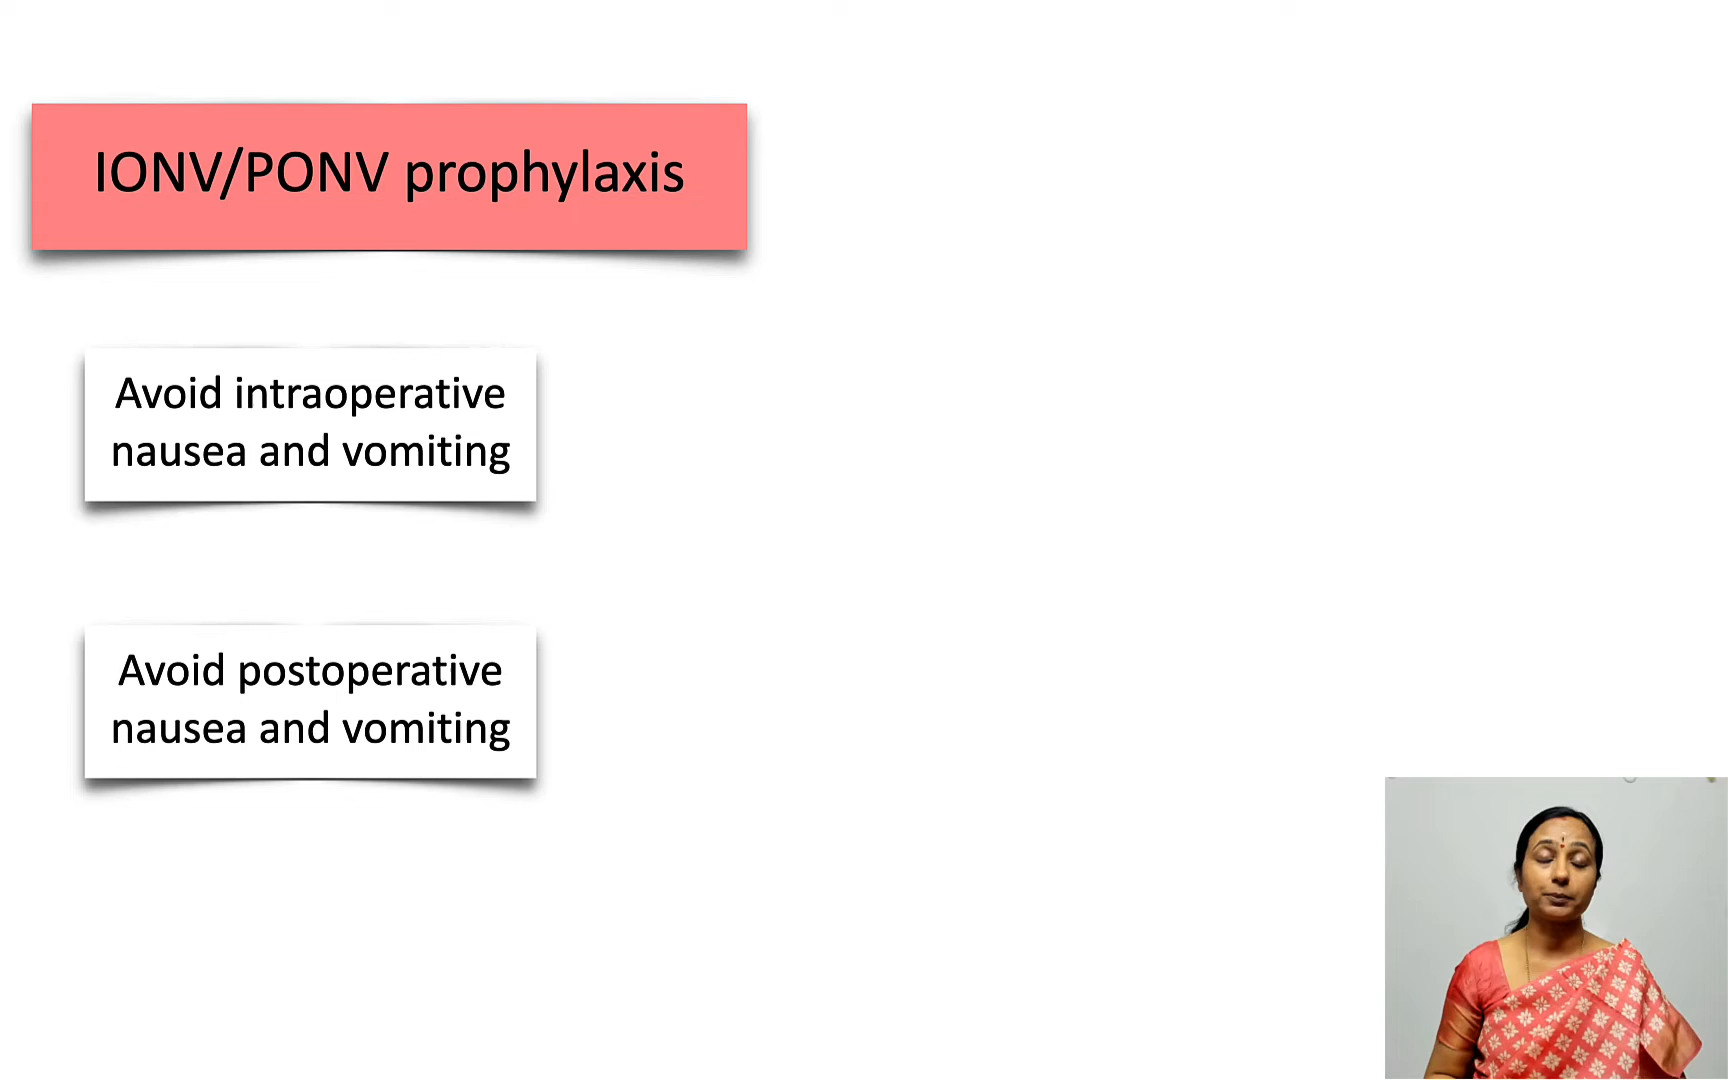 IONV/PONV prophylaxis
Avoid intraoperative
nausea and vomiting
Avoid postoperative
nausea and vomiting